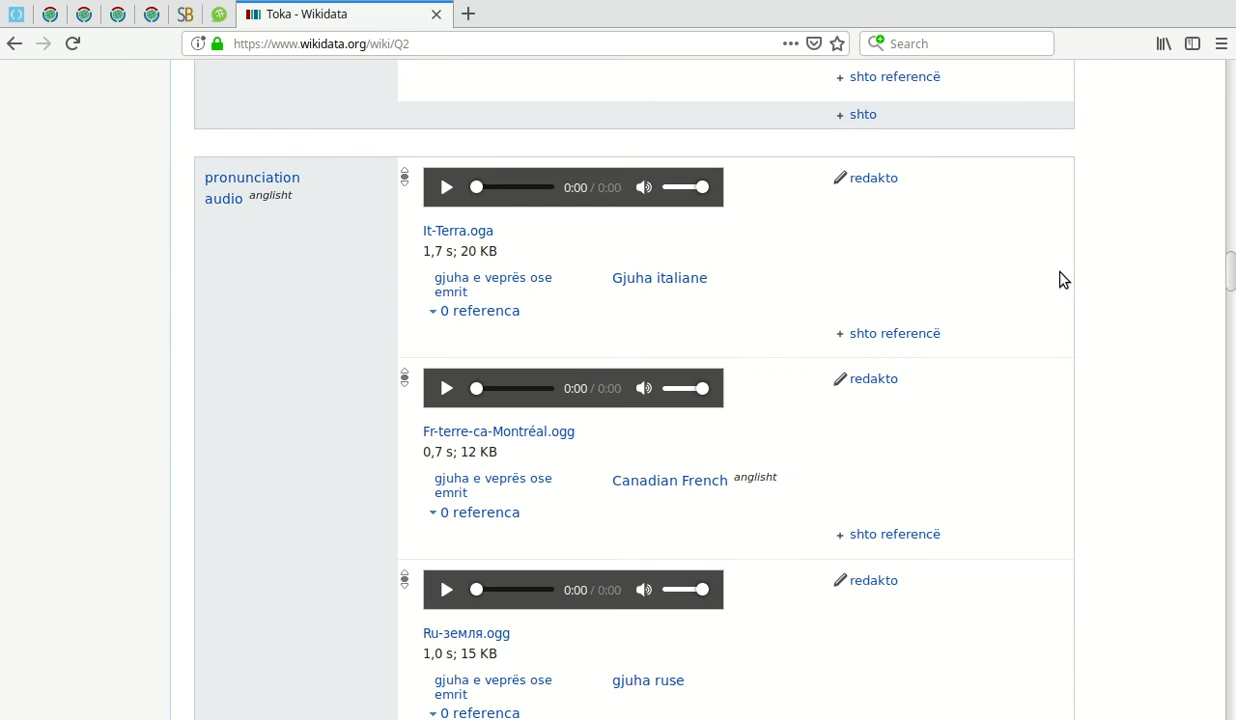 SB
Toka - Wikidata
https://www.wikidata.org/wiki/Q2
Search
+ shto referencë
+ shto
pronunciation
audio anglisht
0:00 / 0:00
redakto
It-Terra.oga
1,7 s; 20 KB
gjuha e veprës ose
emrit
Gjuha italiane
0 referenca
+ shto referencë
0:00 / 0:00
redakto
Fr-terre-ca-Montréal.ogg
0,7 s; 12 KB
gjuha e veprës ose
emrit
Canadian French anglisht
0 referenca
+ shto referencë
0:00 / 0:00
redakto
Ru-земля.ogg
1,0 s; 15 KB
gjuha e veprës ose
emrit
gjuha ruse
0 referenca